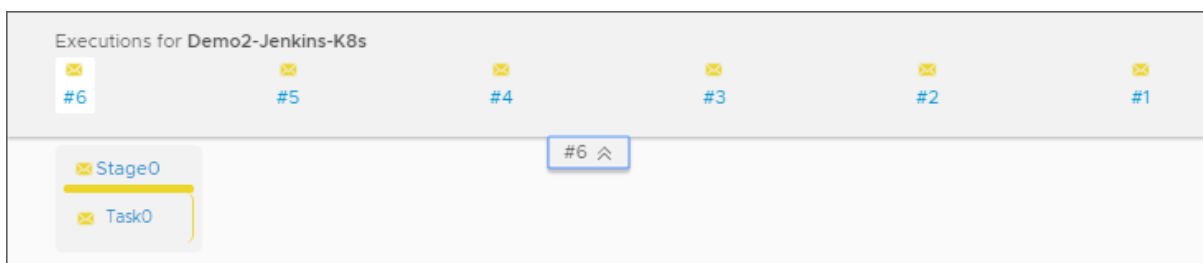 Executions for Demo2-Jenkins-K8s
#6 #5 #4 #3 #2 #1
#6
Stage0
Task0